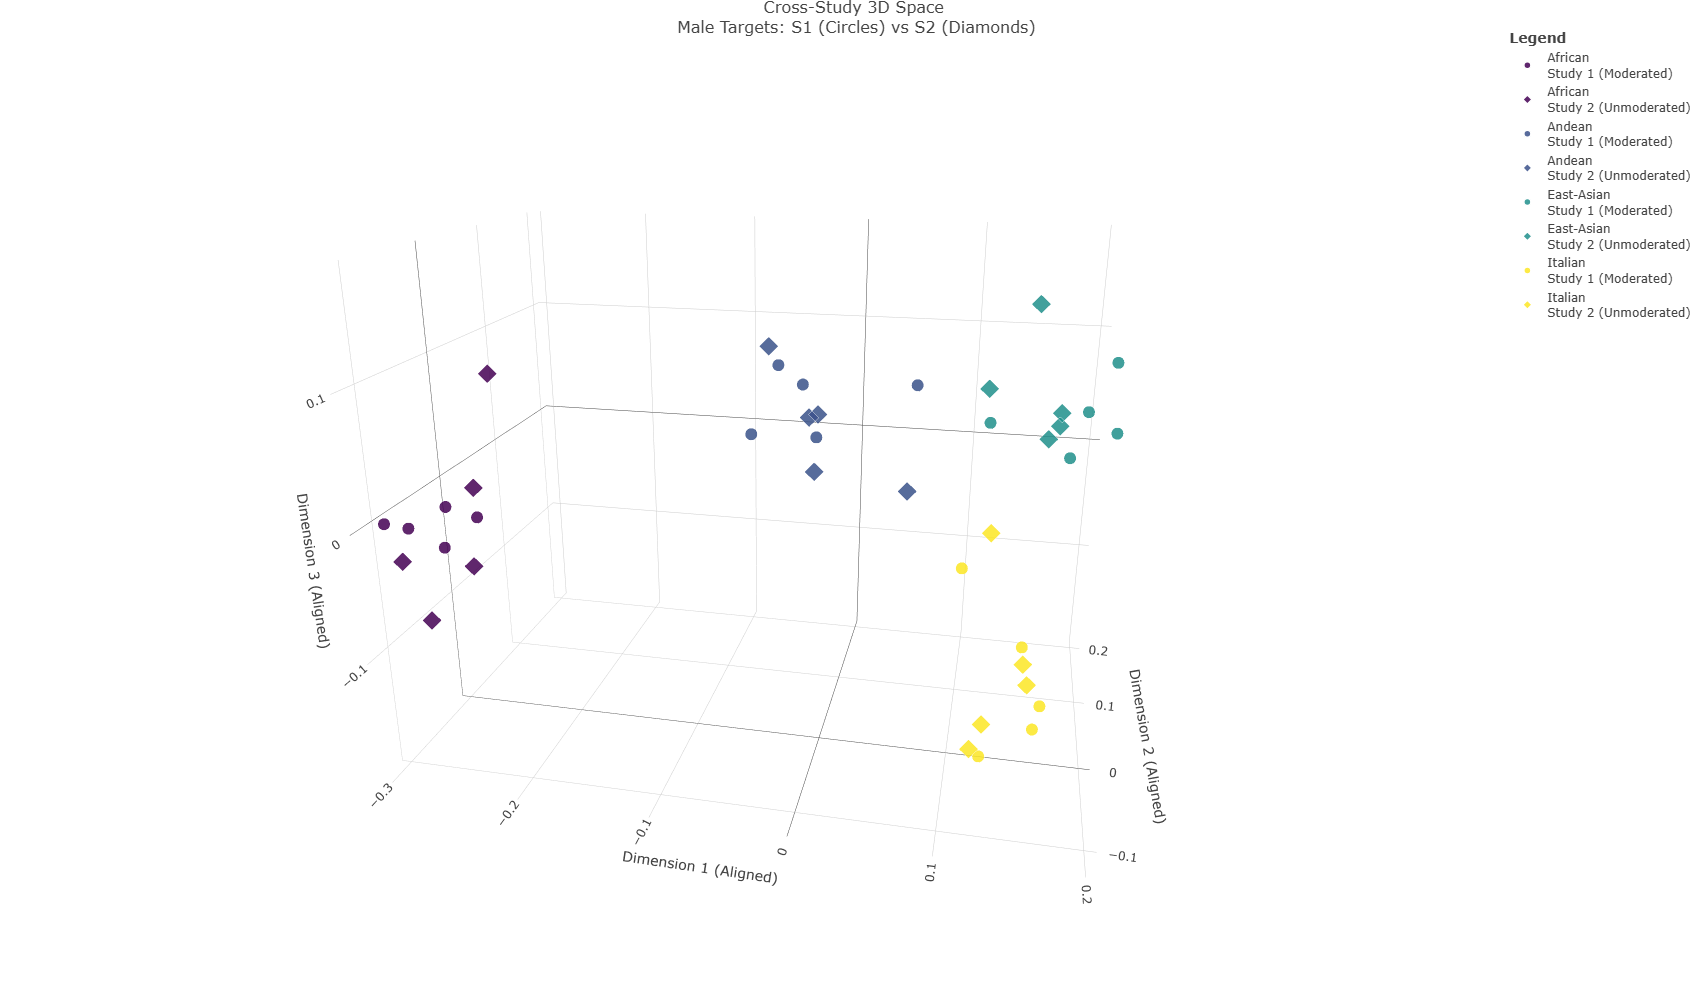 Cross-Study 3D Space
Male Targets: S1 (Circles) vs S2 (Diamonds)
Legend
African
Study 1 (Moderated)
African
Study 2 (Unmoderated)
Andean
Study 1 (Moderated)
Andean
Study 2 (Unmoderated)
East-Asian
Study 1 (Moderated)
East-Asian
Study 2 (Unmoderated)
Italian
Study 1 (Moderated)
Italian
Study 2 (Unmoderated)
0.1
0
−0.1
Dimension 3 (Aligned)
−0.3
−0.2
−0.1
0
0.1
0.2
Dimension 1 (Aligned)
0.2
0.1
0
−0.1
Dimension 2 (Aligned)